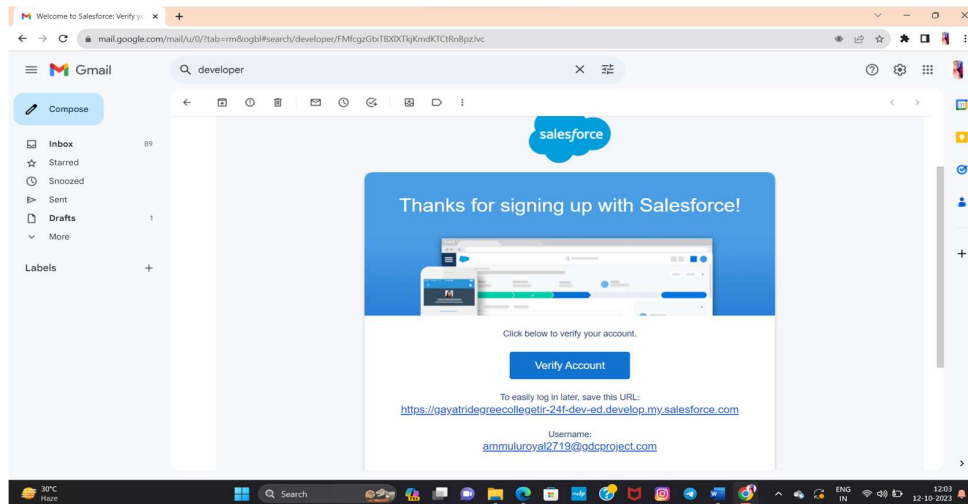 Welcome to Salesforce: Verify yo
mail.google.com/mail/u/0/?tab=rm&ogbl#search/developer/FMfcgzGtxTBXlXTkjKmdKTCtRnBpzJvc
Gmail
developer
Compose
Inbox 89
Starred
Snoozed
Sent
Drafts 1
More
Labels
salesforce
Thanks for signing up with Salesforce!
Click below to verify your account.
Verify Account
To easily log in later, save this URL:
https://gayatridegreecollegetir-24f-dev-ed.develop.my.salesforce.com
Username:
ammuluroyal2719@gdcproject.com
30°C
Haze
Search
ENG
IN
12:03
12-10-2023